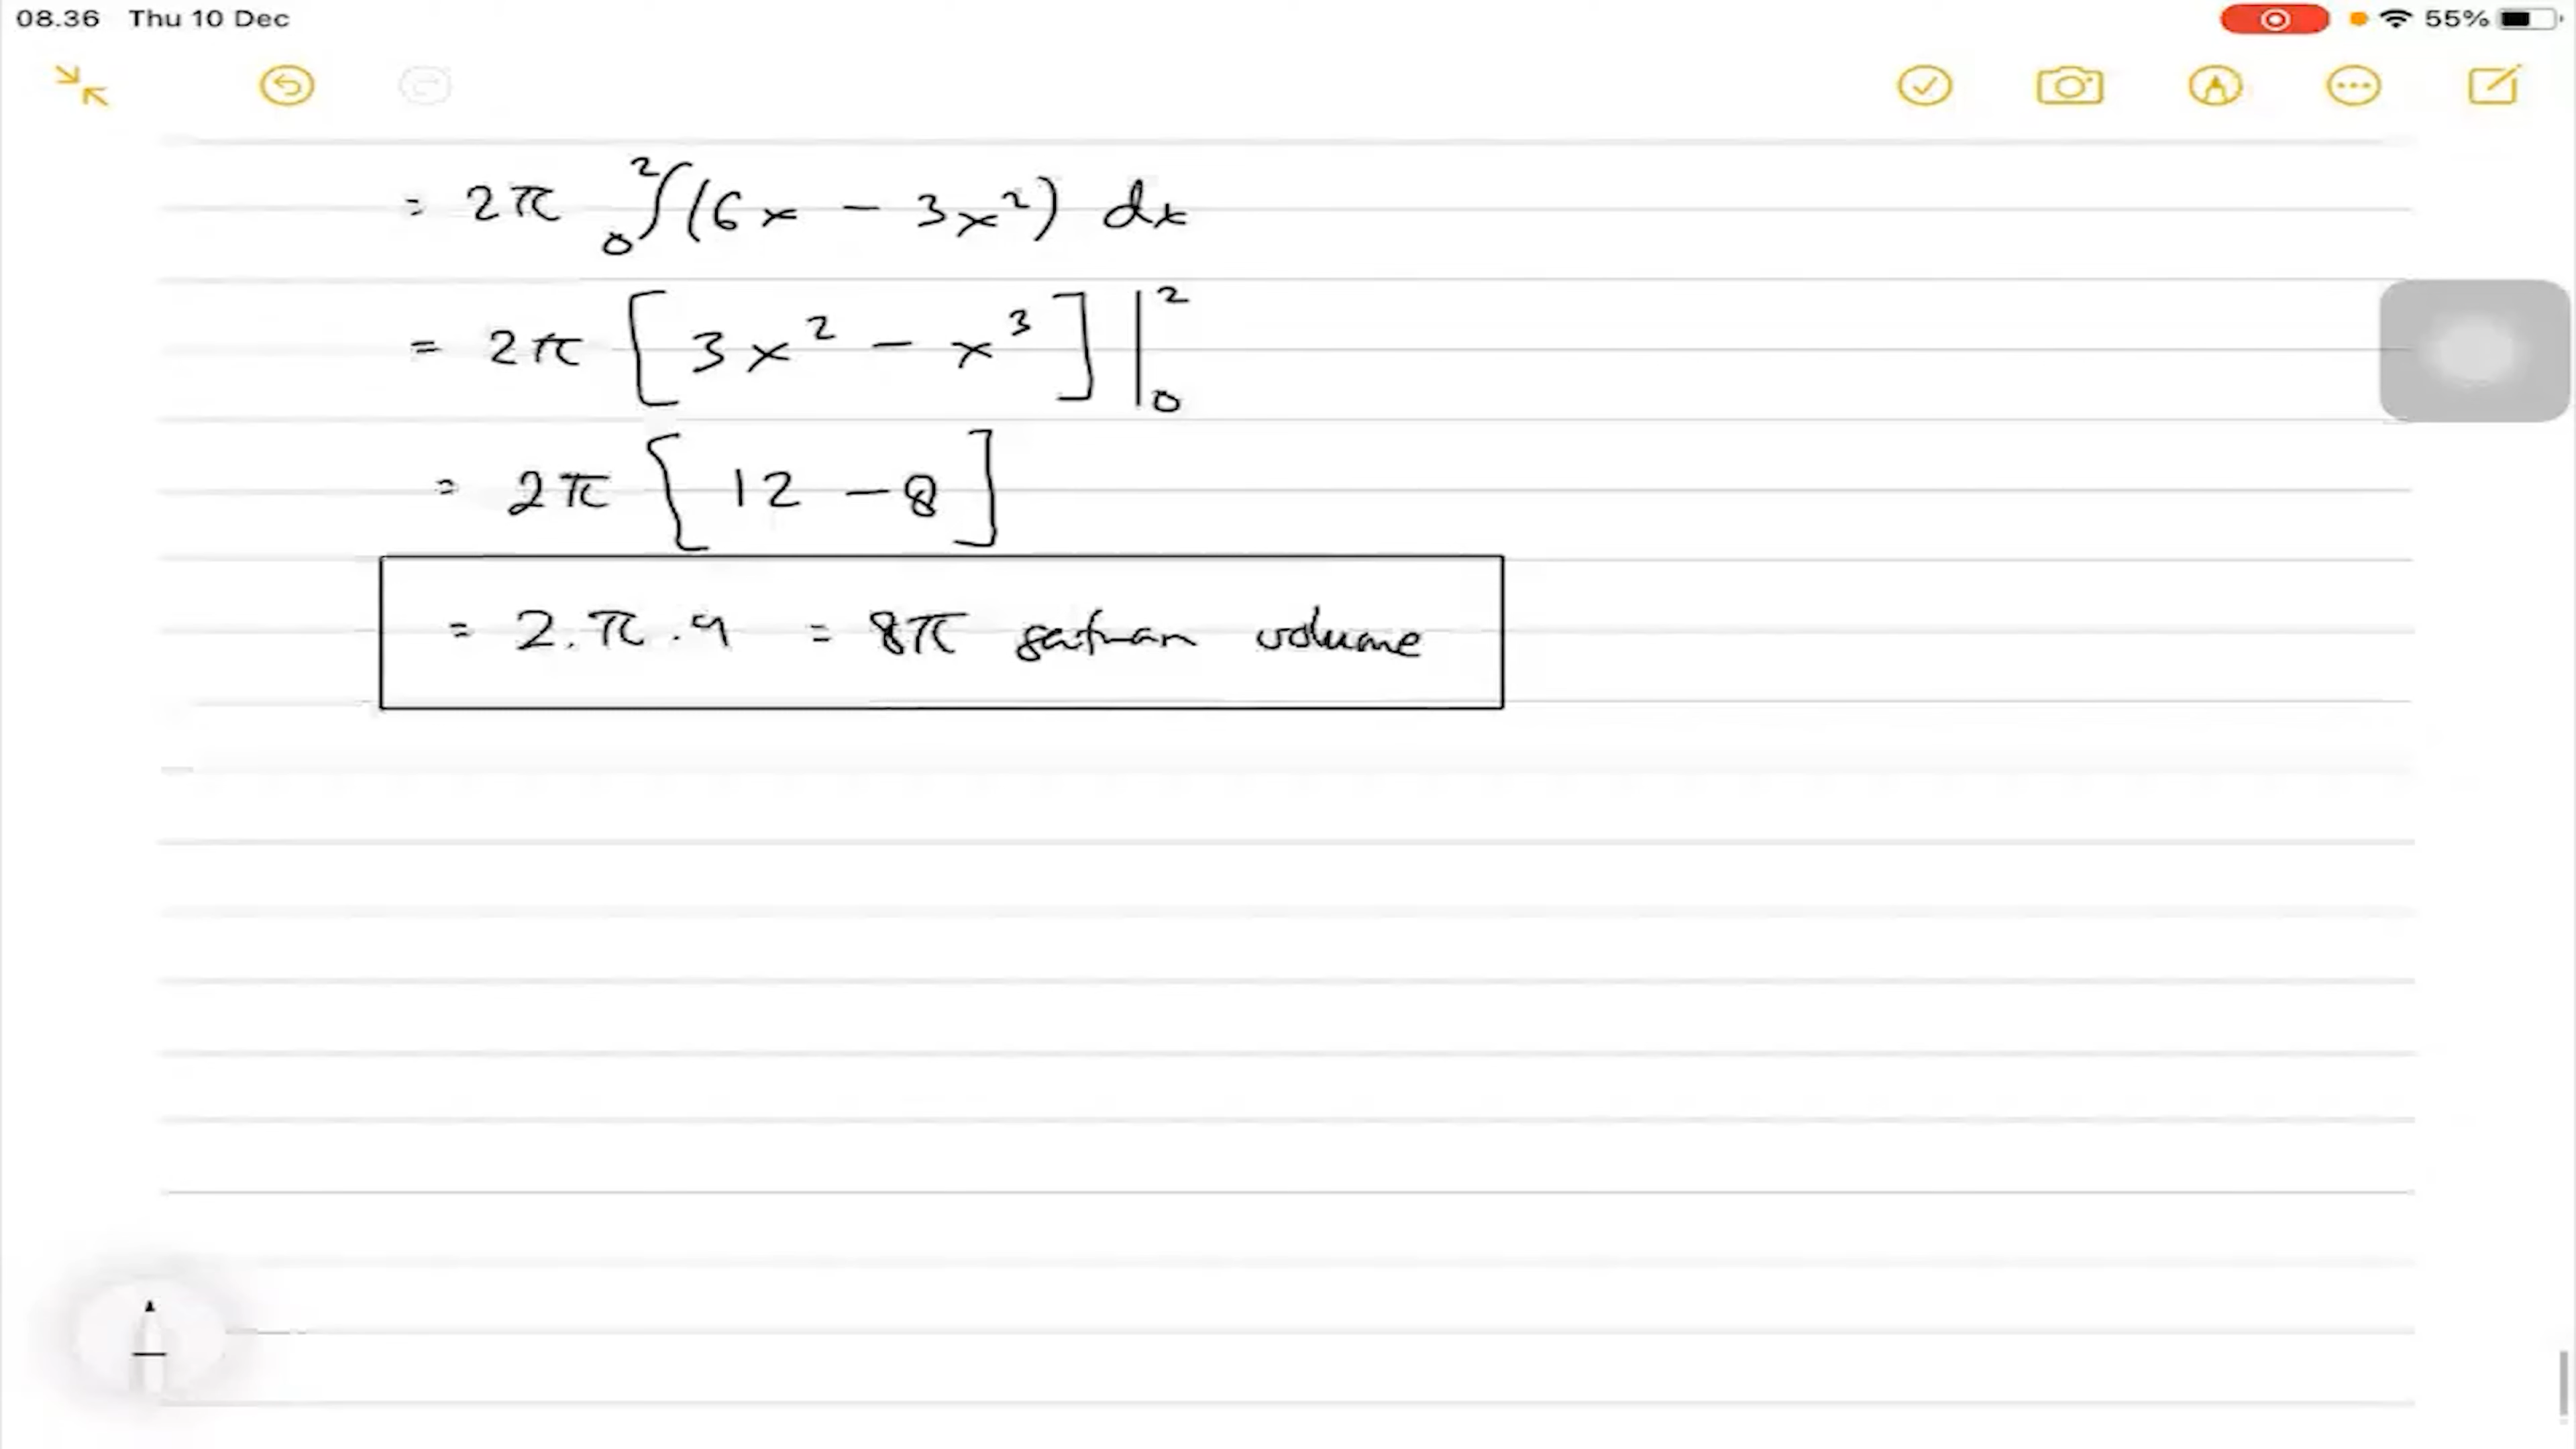 08.36 Thu 10 Dec 55%
= 2π ₀²∫(6x − 3x²) dx
= 2π [3x² − x³]|₀²
= 2π [12 − 8]
= 2.π.4 = 8π satuan volume